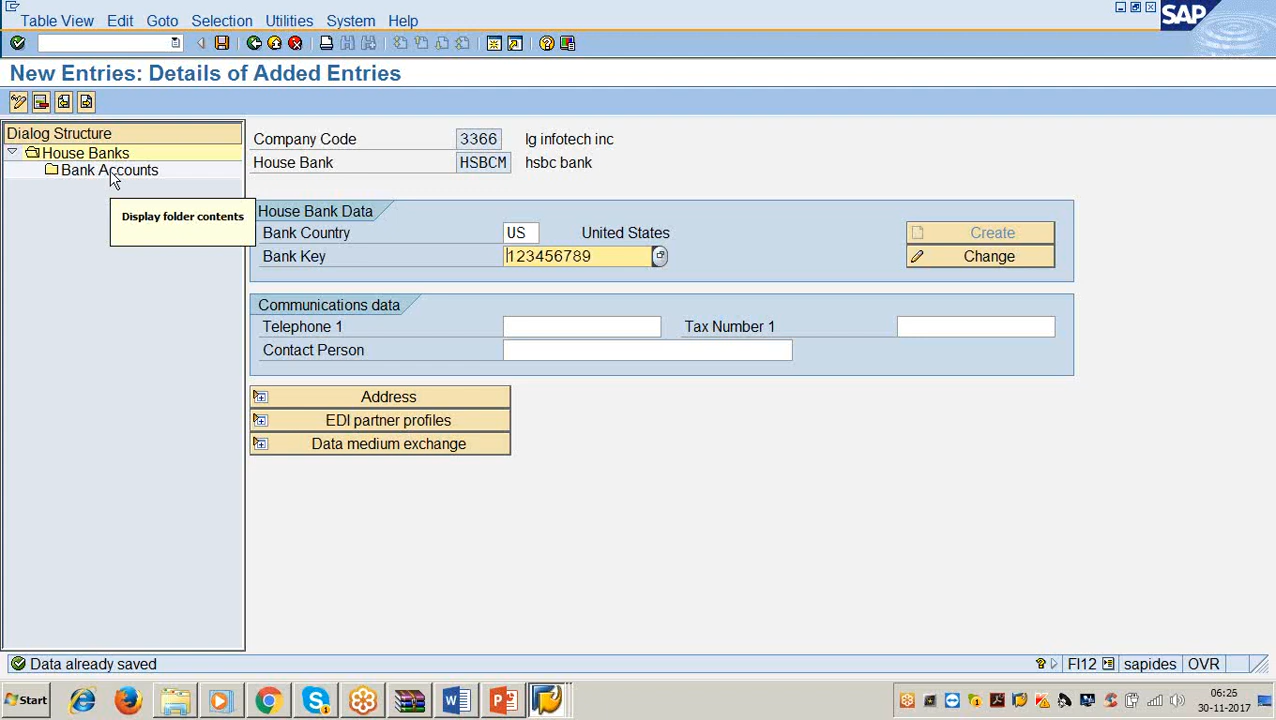 Table View Edit Goto Selection Utilities System Help
SAP
New Entries: Details of Added Entries
Dialog Structure
House Banks
Bank Accounts
Display folder contents
Company Code 3366 lg infotech inc
House Bank HSBCM hsbc bank
House Bank Data
Bank Country US United States Create
Bank Key 123456789 Change
Communications data
Telephone 1 Tax Number 1
Contact Person
Address
EDI partner profiles
Data medium exchange
Data already saved FI12 sapides OVR
Start 06:25
30-11-2017